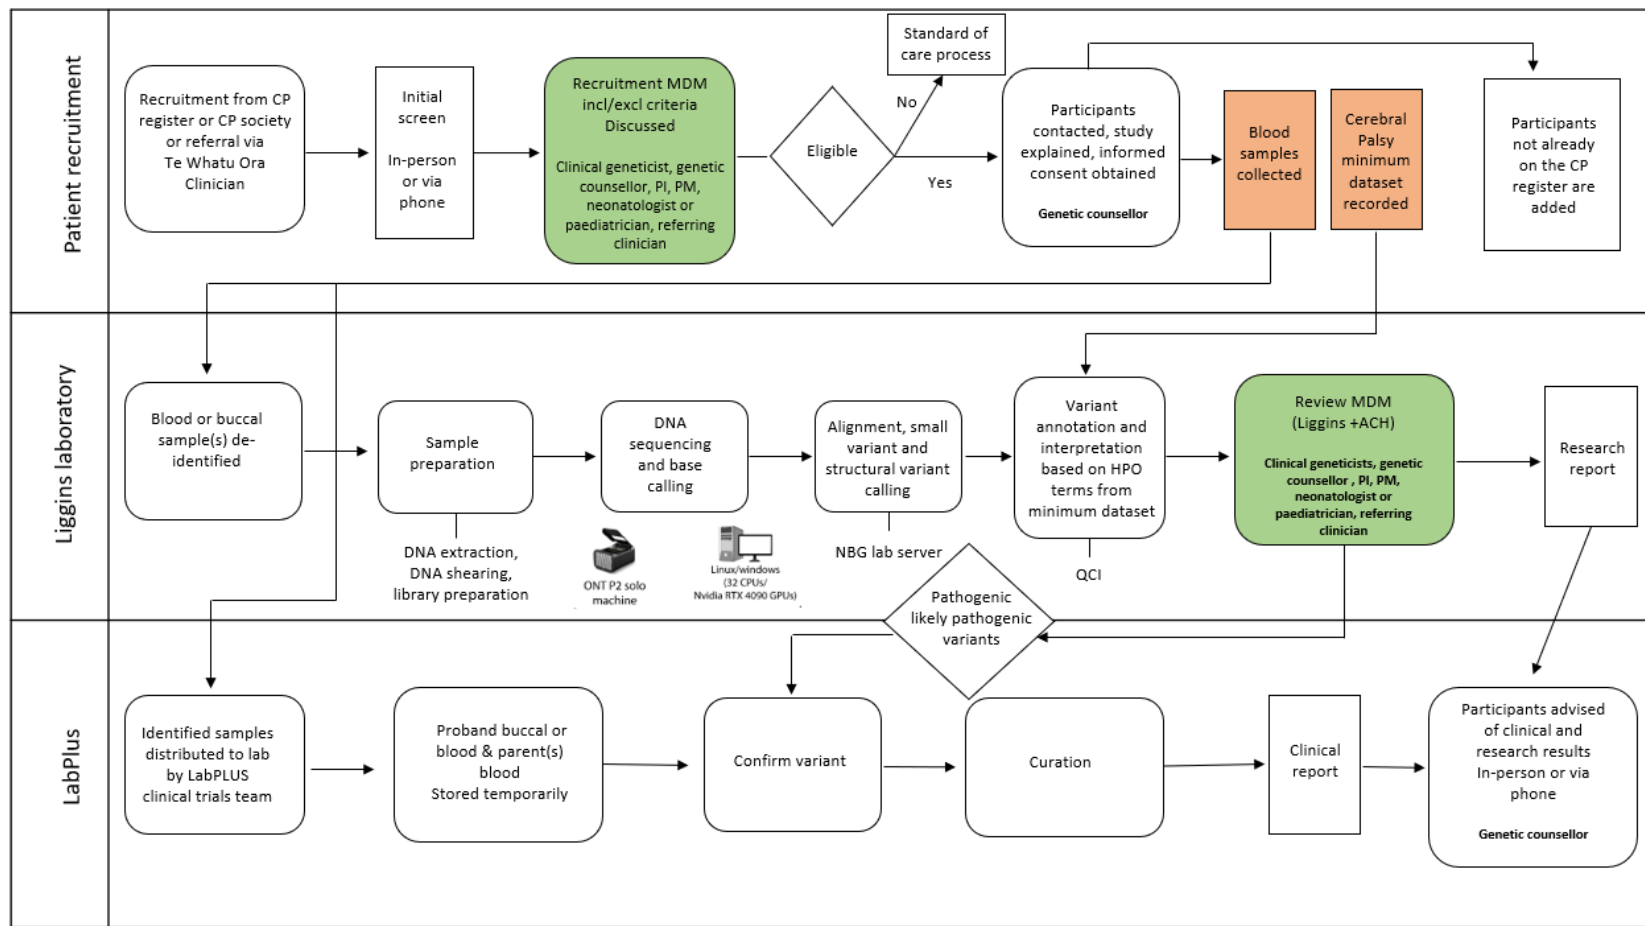 Patient recruitment
Recruitment from CP
register or CP society
or referral via
Te Whatu Ora
Clinician
Initial
screen
In-person
or via
phone
Recruitment MDM
incl/excl criteria
Discussed
Clinical geneticist, genetic
counsellor, PI, PM,
neonatologist or
paediatrician, referring
clinician
Eligible
No
Yes
Standard of
care process
Participants
contacted, study
explained, informed
consent obtained
Genetic counsellor
Blood
samples
collected
Cerebral
Palsy
minimum
dataset
recorded
Participants
not already
on the CP
register are
added
Liggins laboratory
Blood or buccal
sample(s) de-
identified
Sample
preparation
DNA extraction,
DNA shearing,
library preparation
DNA
sequencing
and base
calling
ONT P2 solo
machine
Linux/windows
(32 CPUs/
Nvidia RTX 4090 GPUs)
Alignment, small
variant and
structural variant
calling
NBG lab server
Variant
annotation and
interpretation
based on HPO
terms from
minimum dataset
QCI
Review MDM
(Liggins +ACH)
Clinical geneticists, genetic
counsellor , PI, PM,
neonatologist or
paediatrician, referring
clinician
Research
report
Pathogenic
likely pathogenic
variants
LabPlus
Identified samples
distributed to lab
by LabPLUS
clinical trials team
Proband buccal or
blood & parent(s)
blood
Stored temporarily
Confirm variant
Curation
Clinical
report
Participants advised
of clinical and
research results
In-person or via
phone
Genetic counsellor